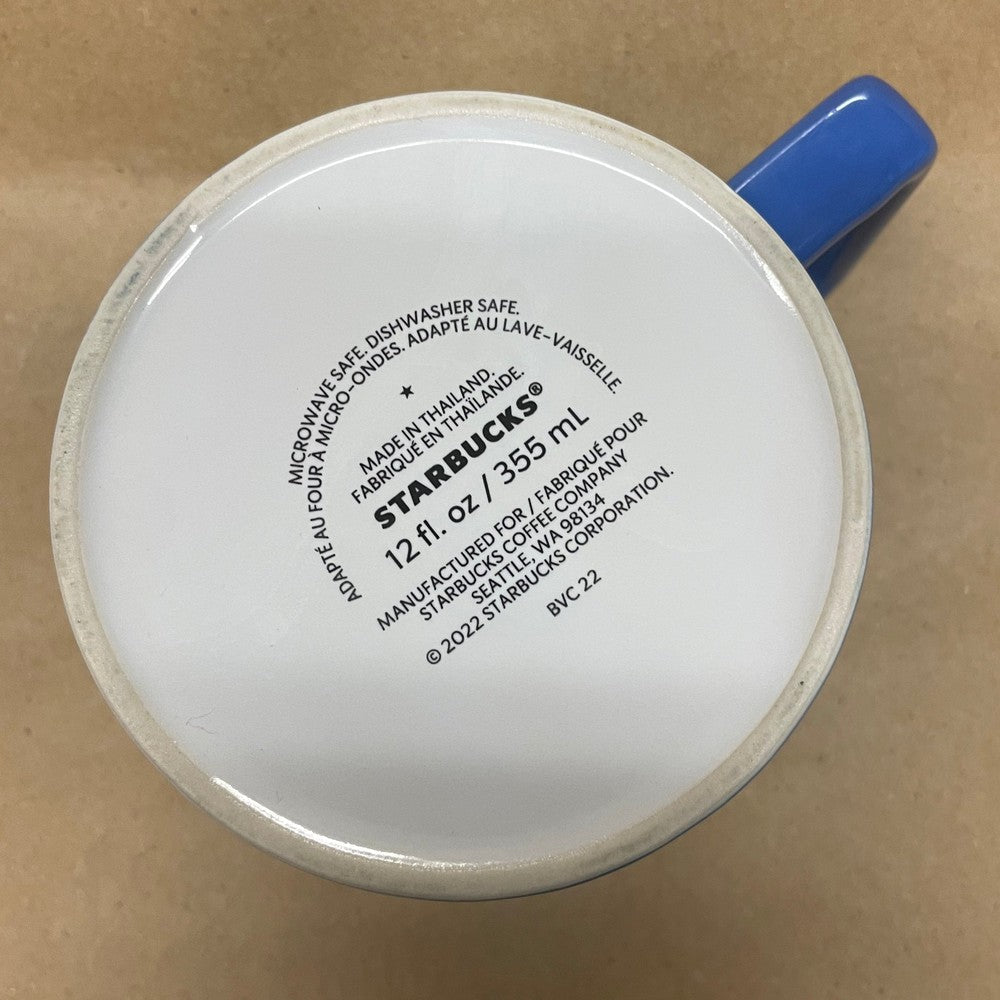 MICROWAVE SAFE. DISHWASHER SAFE.
ADAPTÉ AU FOUR À MICRO-ONDES. ADAPTÉ AU LAVE-VAISSELLE.
MADE IN THAILAND.
FABRIQUÉ EN THAÏLANDE.
STARBUCKS®
12 fl. oz / 355 mL
MANUFACTURED FOR / FABRIQUÉ POUR
STARBUCKS COFFEE COMPANY
SEATTLE, WA 98134
© 2022 STARBUCKS CORPORATION.
BVC 22